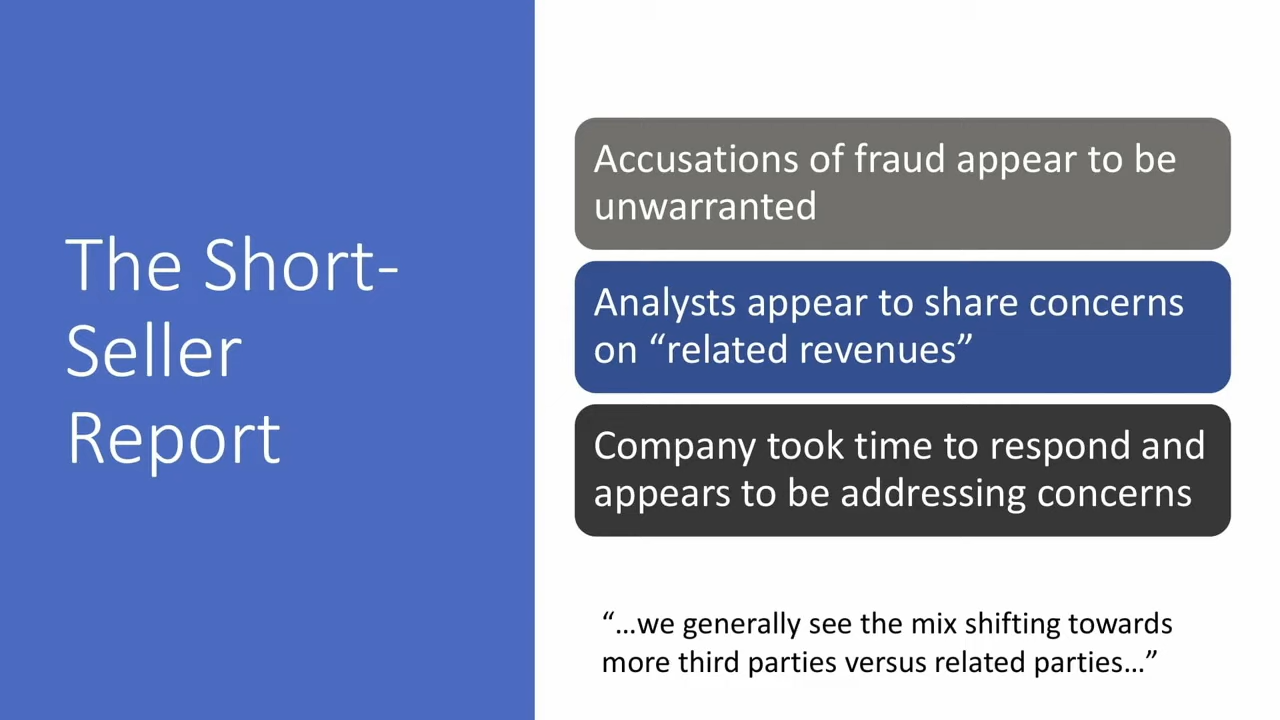 The Short-
Seller
Report
Accusations of fraud appear to be
unwarranted
Analysts appear to share concerns
on “related revenues”
Company took time to respond and
appears to be addressing concerns
“…we generally see the mix shifting towards
more third parties versus related parties…”